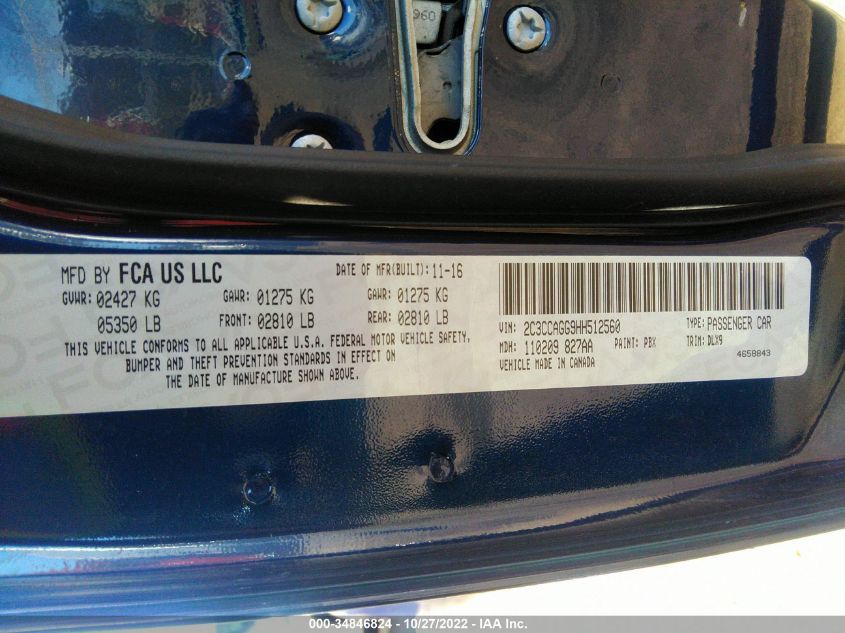 960
MFD BY FCA US LLC
DATE OF MFR(BUILT): 11-16
GVWR: 02427 KG
GAWR: 01275 KG
GAWR: 01275 KG
05350 LB
FRONT: 02810 LB
REAR: 02810 LB
THIS VEHICLE CONFORMS TO ALL APPLICABLE U.S.A. FEDERAL MOTOR VEHICLE SAFETY,
BUMPER AND THEFT PREVENTION STANDARDS IN EFFECT ON
THE DATE OF MANUFACTURE SHOWN ABOVE.
VIN: 2C3CCAGG9HH512560
TYPE: PASSENGER CAR
MDH: 110209 827AA
PAINT: PBX
TRIM: DLX9
VEHICLE MADE IN CANADA
4658843
000-34846824 | 10/27/2022 - IAA Inc.